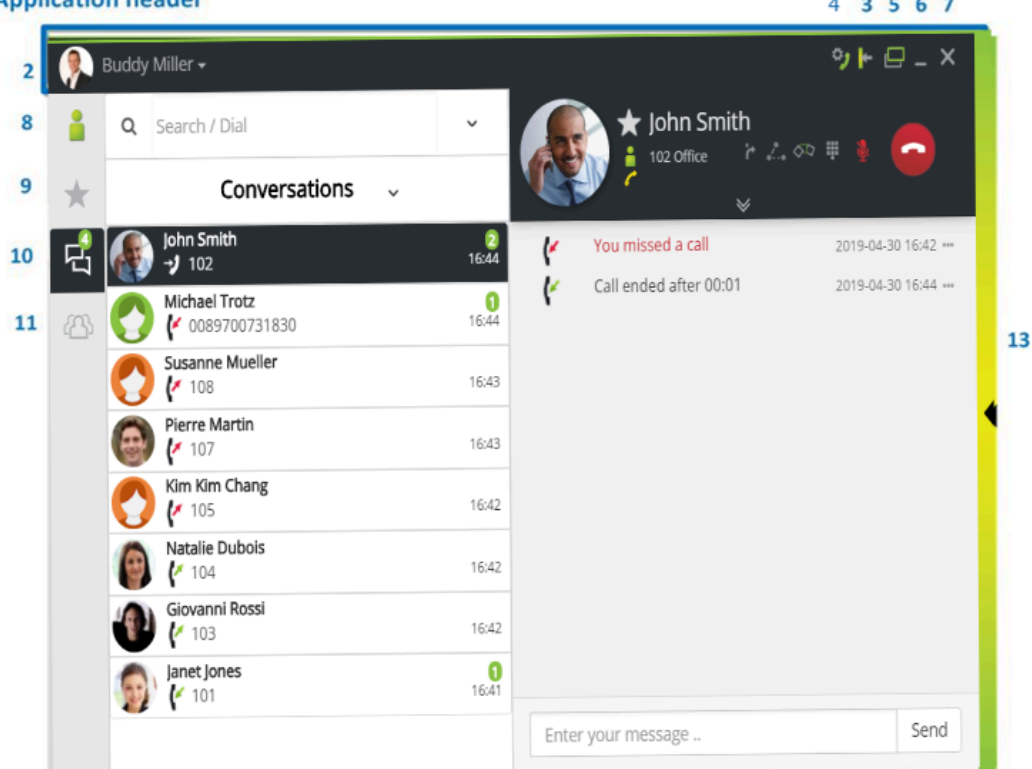 Application header
4 3 5 6 7
2
Buddy Miller
8
Search / Dial
9
Conversations
10
4
11
John Smith
2
102
16:44
Michael Trotz
1
0089700731830
16:44
Susanne Mueller
108
16:43
Pierre Martin
107
16:43
Kim Kim Chang
105
16:42
Natalie Dubois
104
16:42
Giovanni Rossi
103
16:42
Janet Jones
1
101
16:41
John Smith
102 Office
You missed a call 2019-04-30 16:42
Call ended after 00:01 2019-04-30 16:44
13
Enter your message ..
Send